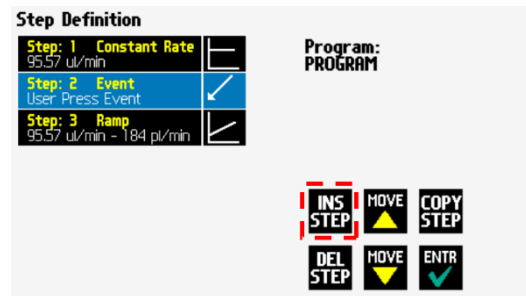 Step Definition
Step: 1 Constant Rate
95.57 ul/min
Step: 2 Event
User Press Event
Step: 3 Ramp
95.57 ul/min - 184 pl/min
Program:
PROGRAM
INS
STEP
MOVE
COPY
STEP
DEL
STEP
MOVE
ENTR